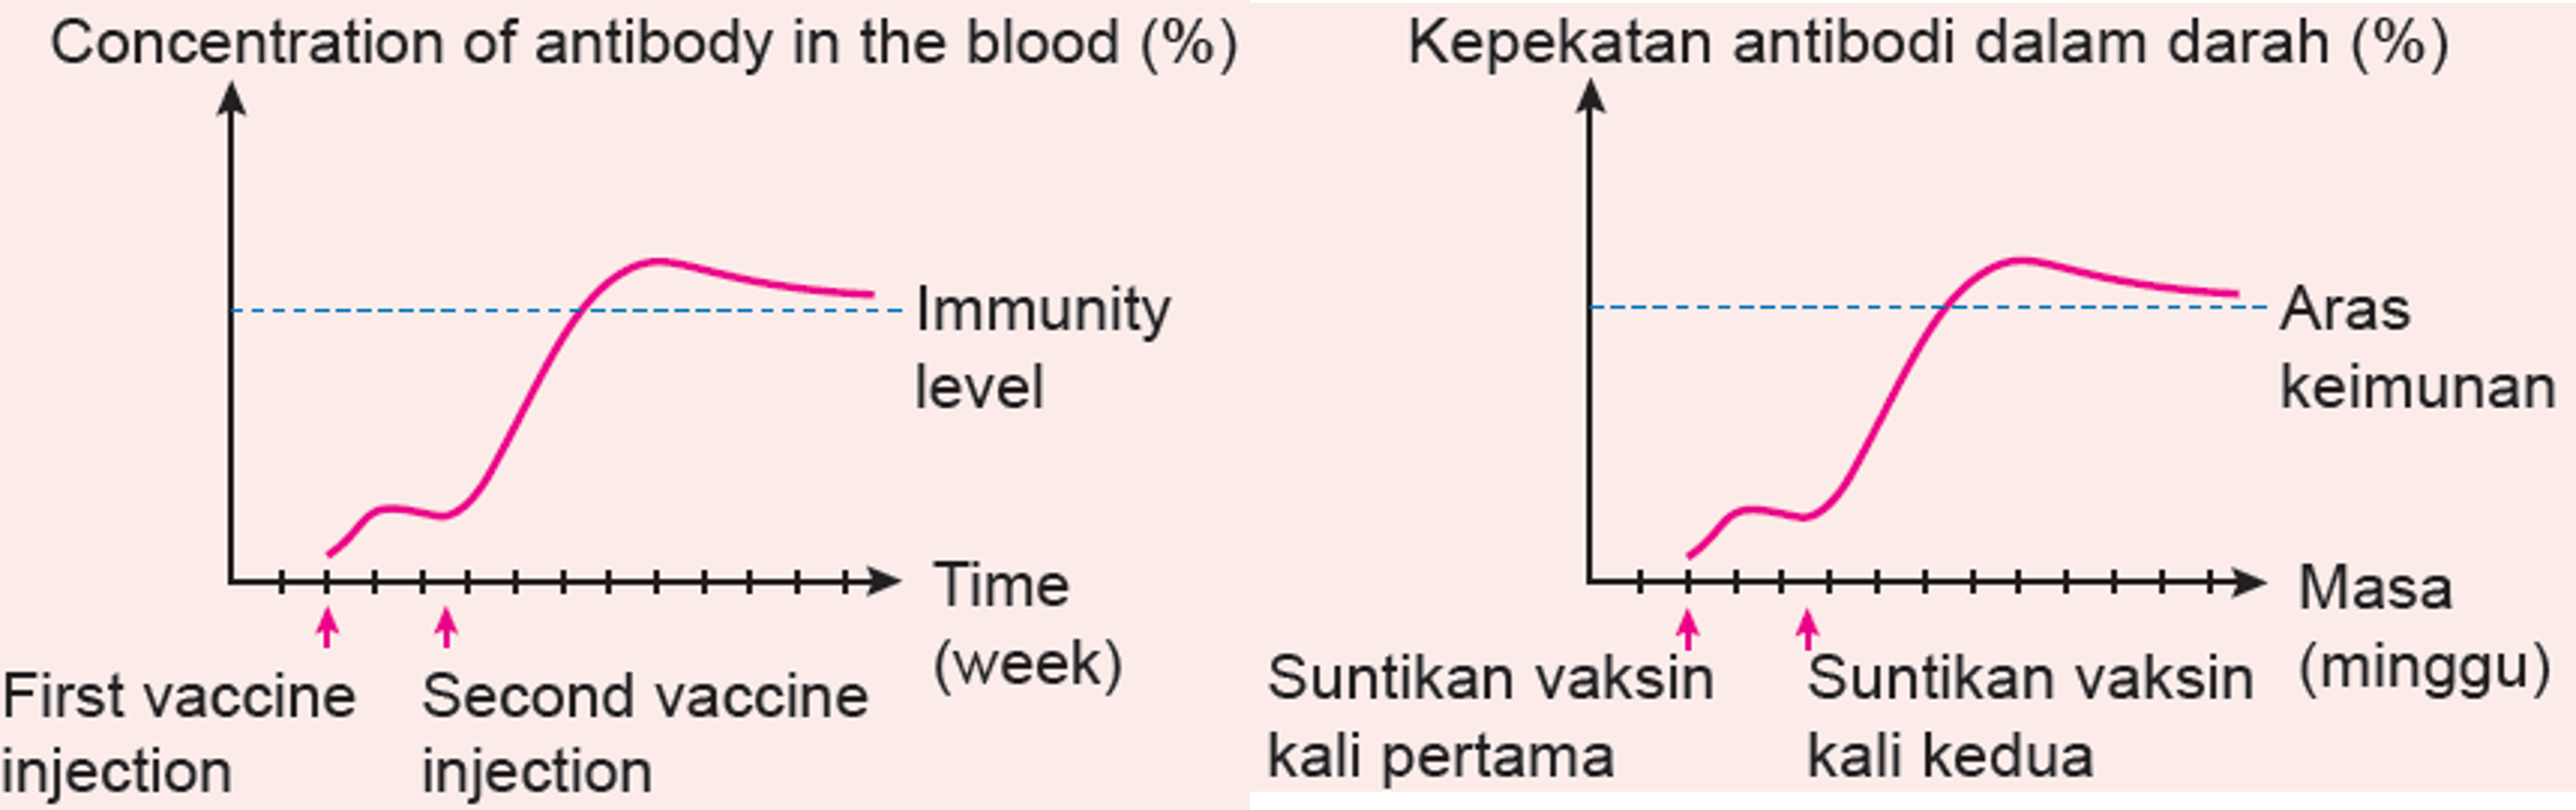 Concentration of antibody in the blood (%)
Immunity
level
Time
(week)
First vaccine
injection
Second vaccine
injection
Kepekatan antibodi dalam darah (%)
Aras
keimunan
Masa
(minggu)
Suntikan vaksin
kali pertama
Suntikan vaksin
kali kedua